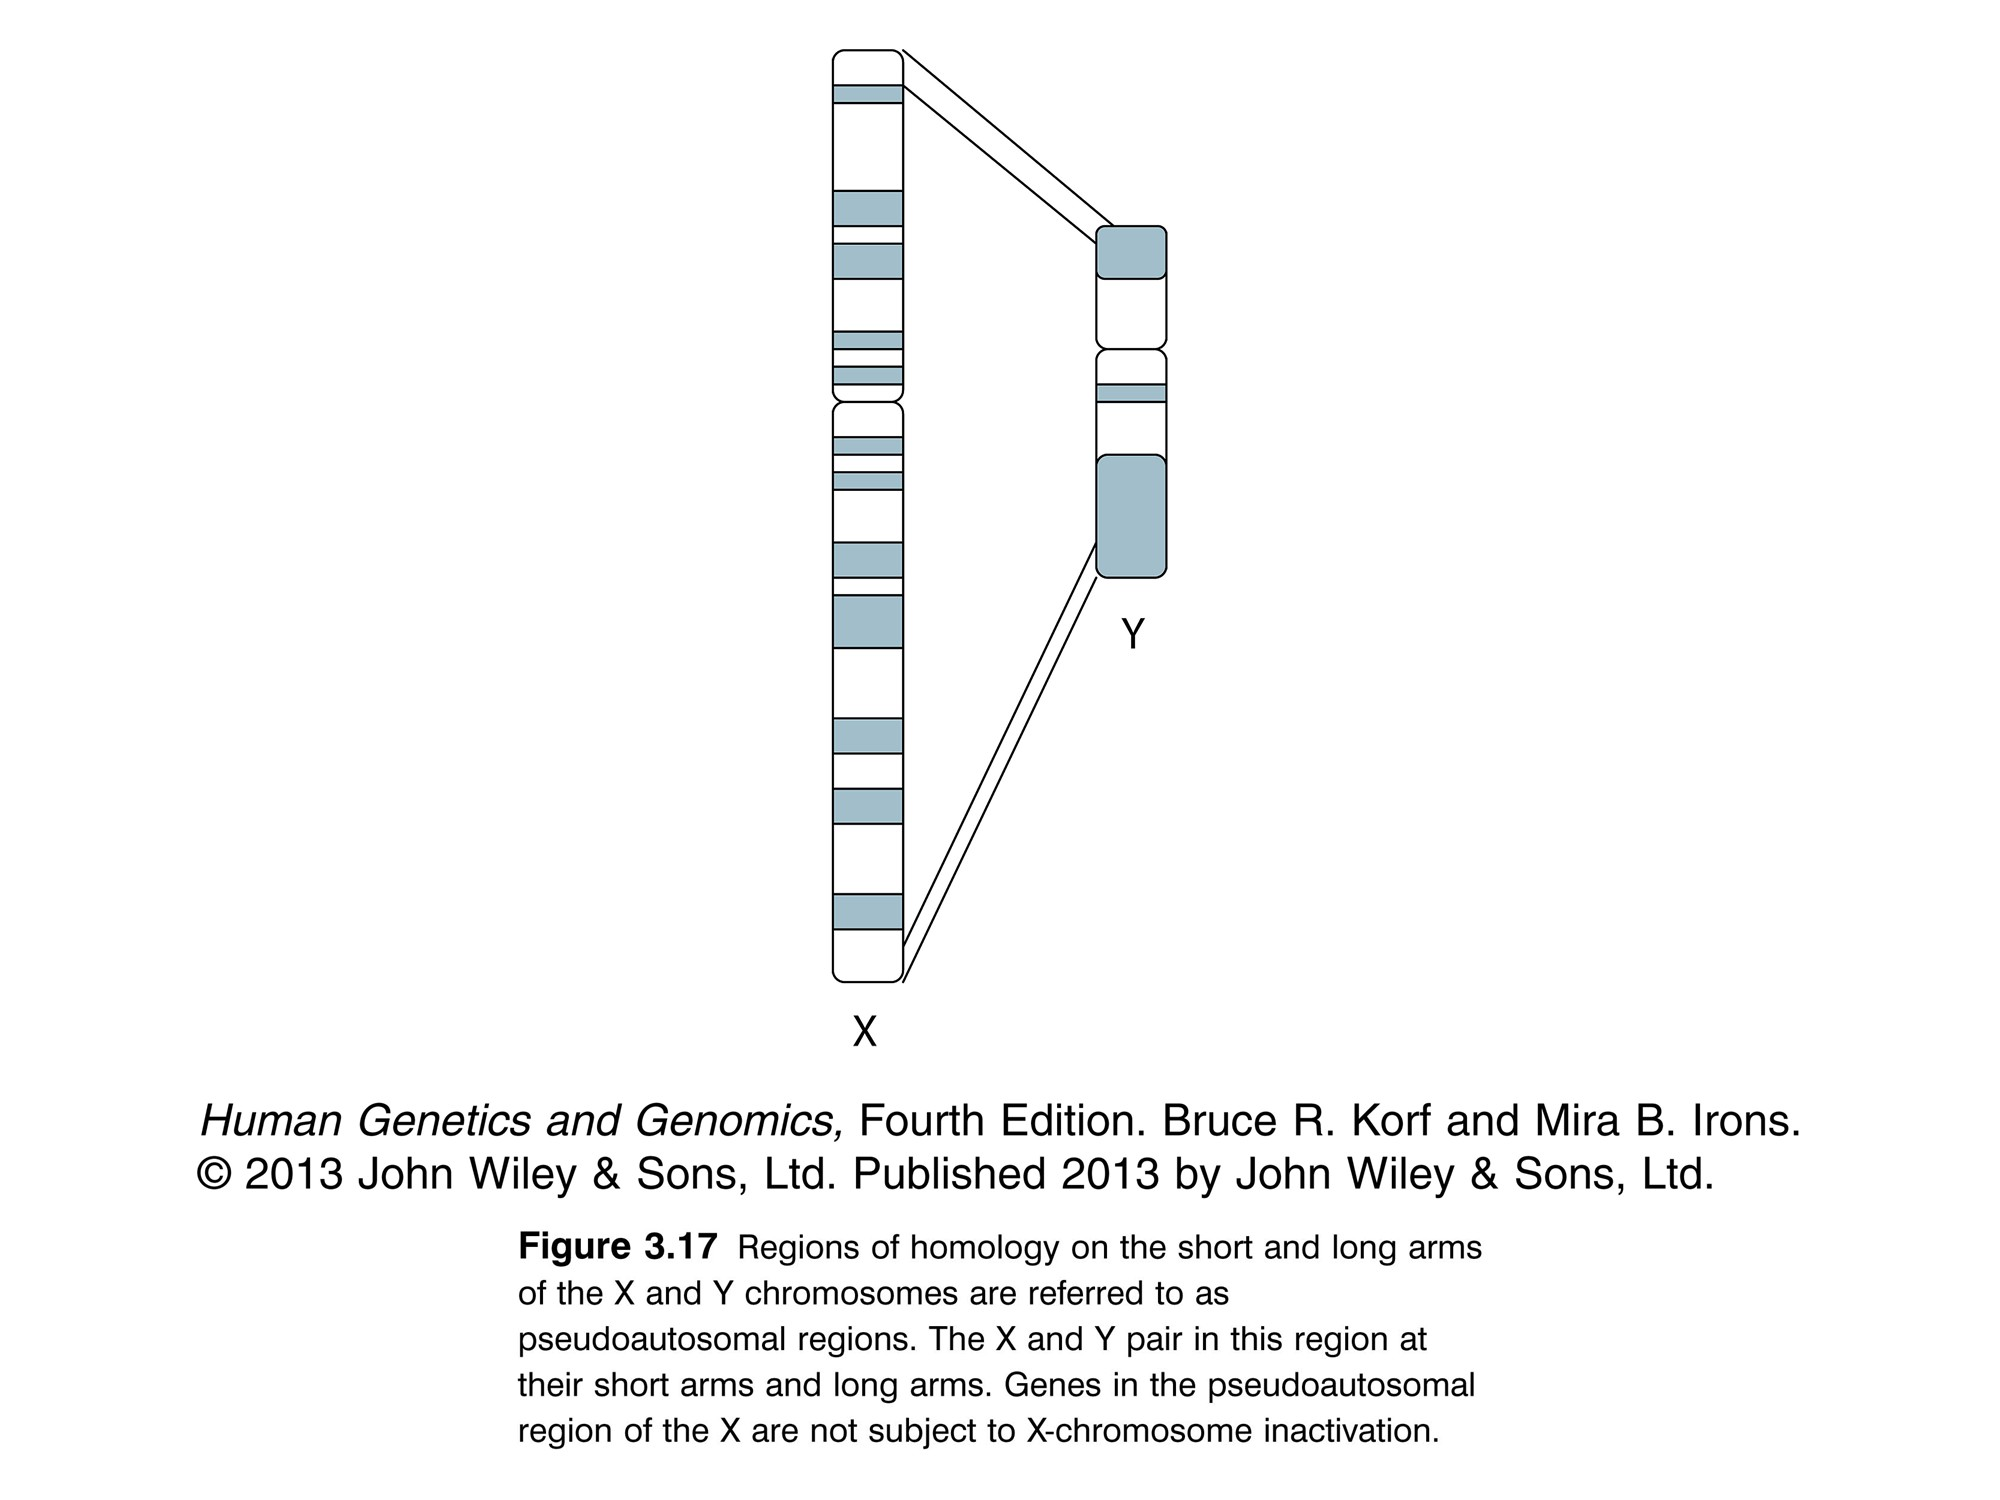 Y
X
Human Genetics and Genomics, Fourth Edition. Bruce R. Korf and Mira B. Irons.
© 2013 John Wiley & Sons, Ltd. Published 2013 by John Wiley & Sons, Ltd.
Figure 3.17 Regions of homology on the short and long arms
of the X and Y chromosomes are referred to as
pseudoautosomal regions. The X and Y pair in this region at
their short arms and long arms. Genes in the pseudoautosomal
region of the X are not subject to X-chromosome inactivation.